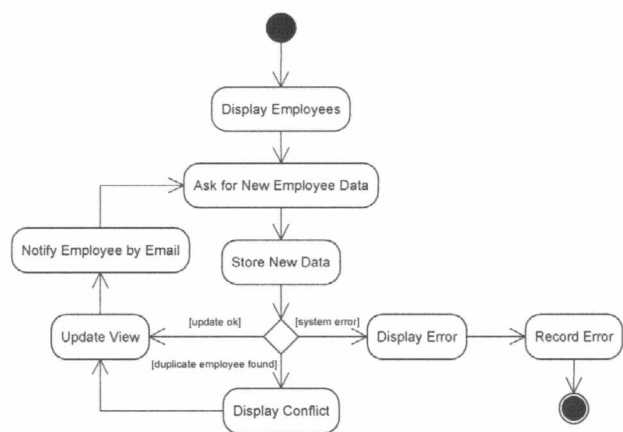 Display Employees
Ask for New Employee Data
Notify Employee by Email
Store New Data
[update ok]
[system error]
Update View
Display Error
Record Error
[duplicate employee found]
Display Conflict